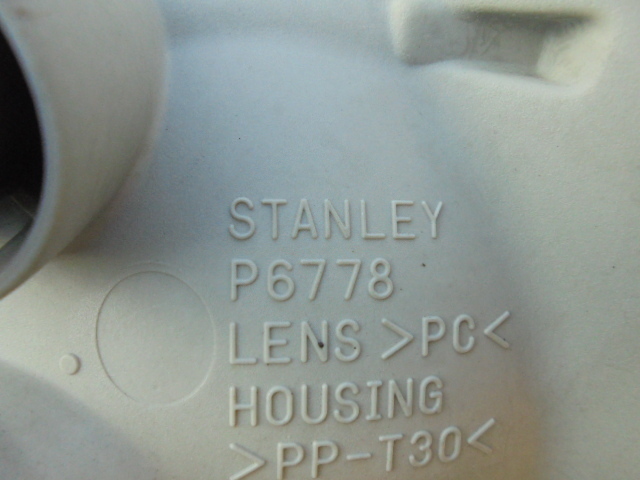 STANLEY
P6778
LENS >PC<
HOUSING
>PP-T30<